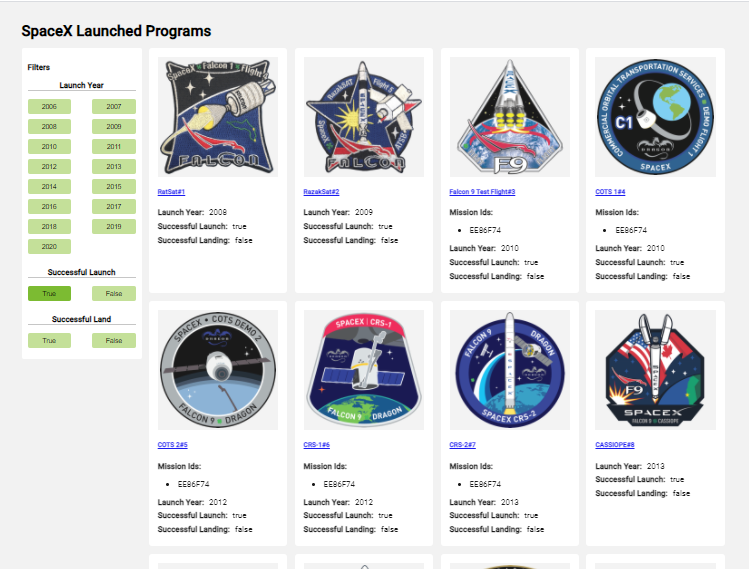 SpaceX Launched Programs
Filters
Launch Year
2006 2007
2008 2009
2010 2011
2012 2013
2014 2015
2016 2017
2018 2019
2020
Successful Launch
True False
Successful Land
True False
SpaceX Falcon 1 Flight
FALCON
RatSat#1
Launch Year: 2008
Successful Launch: true
Successful Landing: false
SpaceX RazakSAT Flight 5
FALCON
RazakSat#2
Launch Year: 2009
Successful Launch: true
Successful Landing: false
F9
Falcon 9 Test Flight#3
Mission Ids:
EE86F74
Launch Year: 2010
Successful Launch: true
Successful Landing: false
COMMERCIAL ORBITAL TRANSPORTATION SERVICES • DEMO FLIGHT 1
C1
DRAGON
SPACEX
COTS 1#4
Mission Ids:
EE86F74
Launch Year: 2010
Successful Launch: true
Successful Landing: false
SPACEX • COTS DEMO 2
DRAGON
FALCON 9 DRAGON
COTS 2#5
Mission Ids:
EE86F74
Launch Year: 2012
Successful Launch: true
Successful Landing: false
SPACEX | CRS-1
FALCON 9 DRAGON
CRS-1#6
Mission Ids:
EE86F74
Launch Year: 2012
Successful Launch: true
Successful Landing: false
FALCON 9 DRAGON
SPACEX CRS-2
CRS-2#7
Mission Ids:
EE86F74
Launch Year: 2013
Successful Launch: true
Successful Landing: false
F9
SPACEX
FALCON 9 CASSIOPE
CASSIOPE#8
Launch Year: 2013
Successful Launch: true
Successful Landing: false